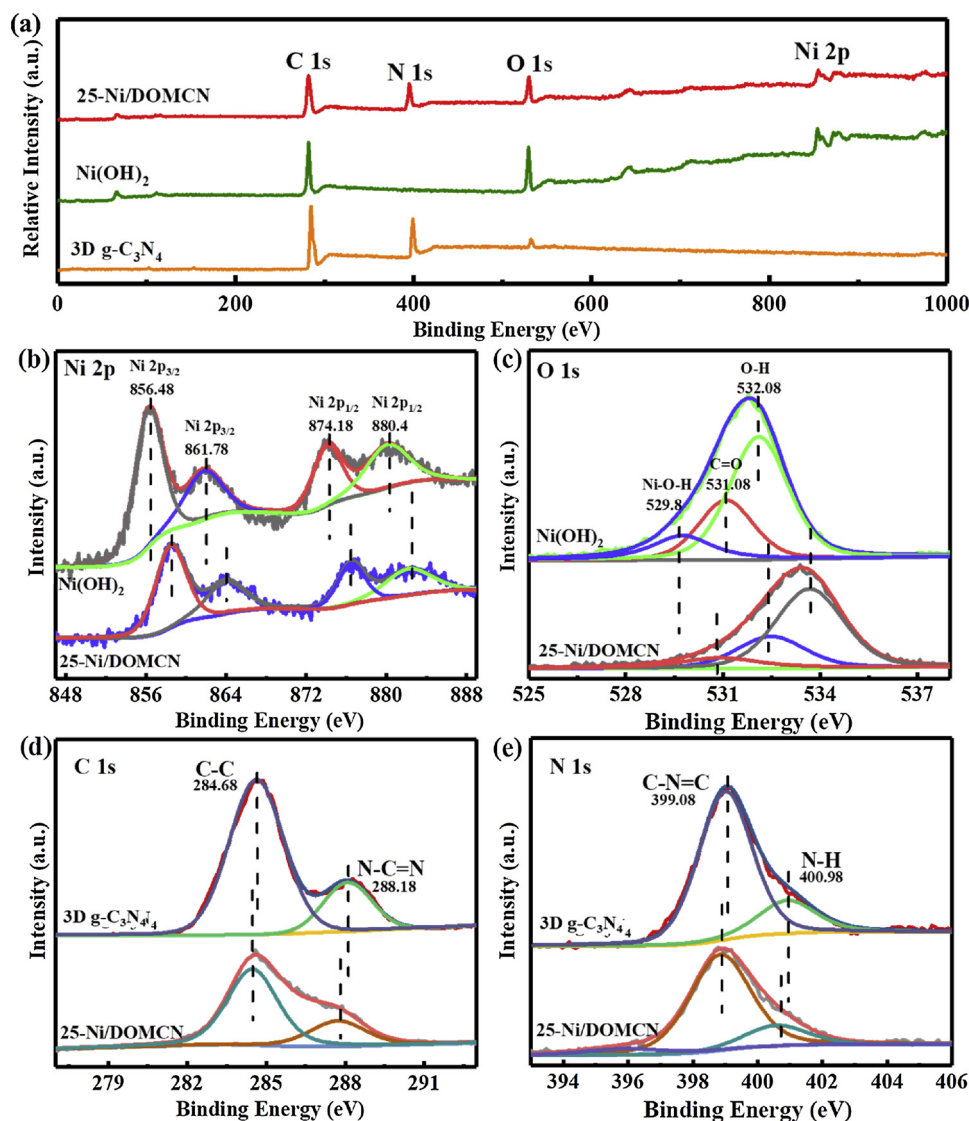 (a)
Relative Intensity (a.u.)
C 1s
N 1s
O 1s
Ni 2p
25-Ni/DOMCN
Ni(OH)₂
3D g-C₃N₄
0 200 400 600 800 1000
Binding Energy (eV)
(b)
Ni 2p
Ni 2p₃/₂
856.48
Ni 2p₃/₂
861.78
Ni 2p₁/₂
874.18
Ni 2p₁/₂
880.4
Intensity (a.u.)
Ni(OH)₂
25-Ni/DOMCN
848 856 864 872 880 888
Binding Energy (eV)
(c)
O 1s
O-H
532.08
C=O
531.08
Ni-O-H
529.8
Intensity (a.u.)
Ni(OH)₂
25-Ni/DOMCN
525 528 531 534 537
Binding Energy (eV)
(d)
C 1s
C-C
284.68
N-C=N
288.18
Intensity (a.u.)
3D g-C₃N₄
25-Ni/DOMCN
279 282 285 288 291
Binding Energy (eV)
(e)
N 1s
C-N=C
399.08
N-H
400.98
Intensity (a.u.)
3D g-C₃N₄
25-Ni/DOMCN
394 396 398 400 402 404 406
Binding Energy (eV)